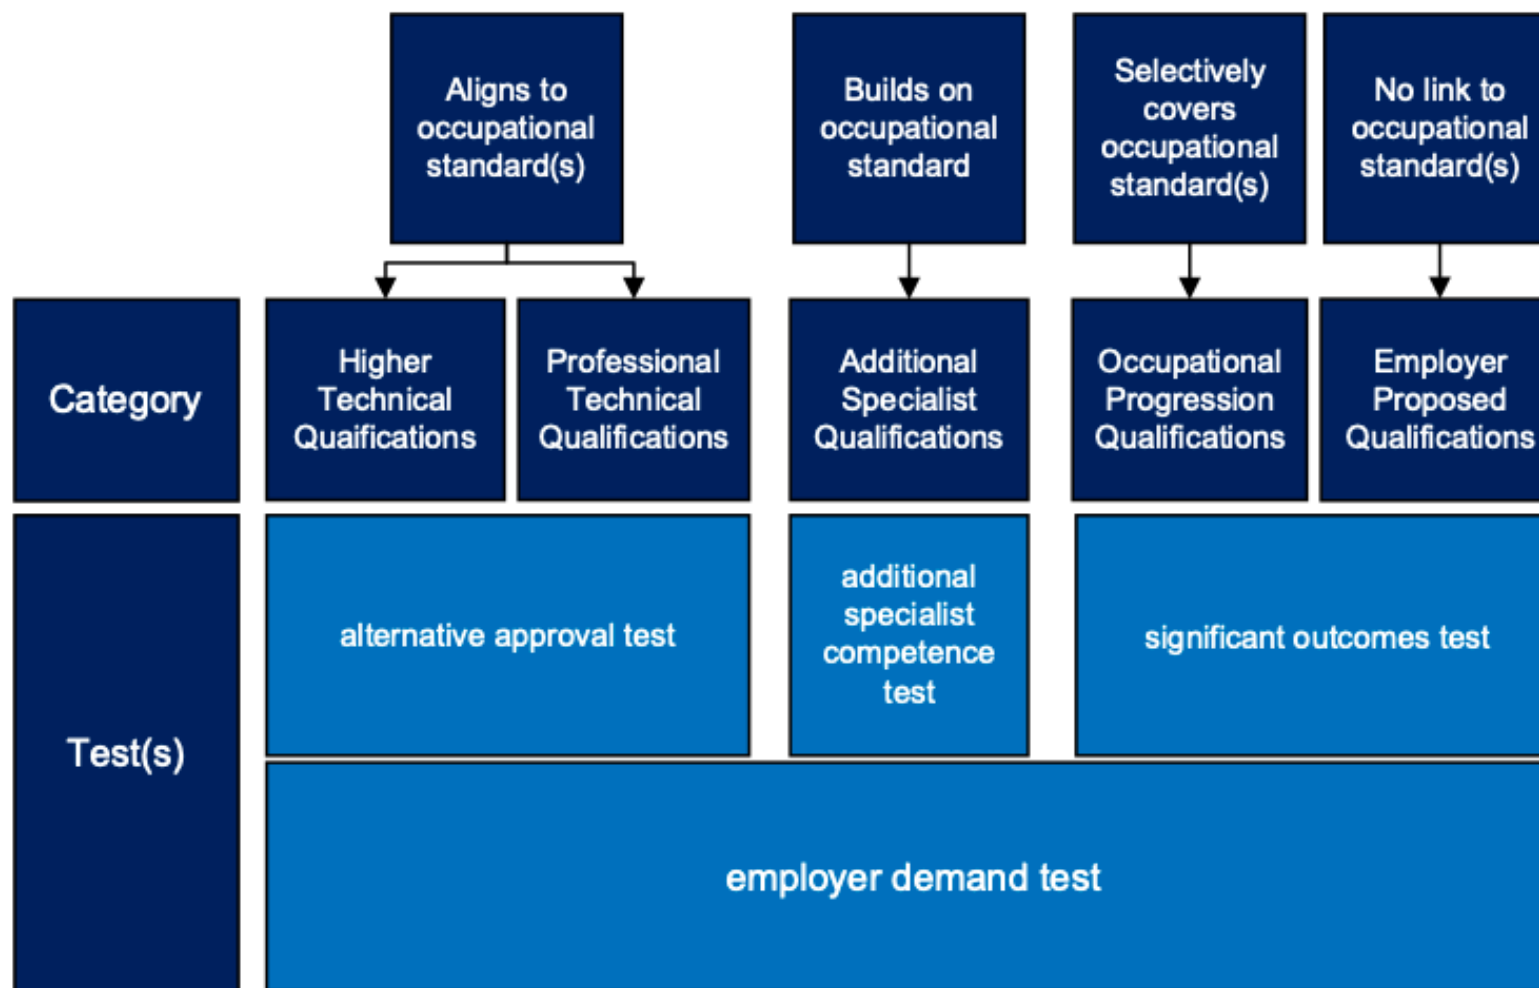 Aligns to
occupational
standard(s)
Builds on
occupational
standard
Selectively
covers
occupational
standard(s)
No link to
occupational
standard(s)
Category
Higher
Technical
Quaifications
Professional
Technical
Qualifications
Additional
Specialist
Qualifications
Occupational
Progression
Qualifications
Employer
Proposed
Qualifications
Test(s)
alternative approval test
additional
specialist
competence
test
significant outcomes test
employer demand test